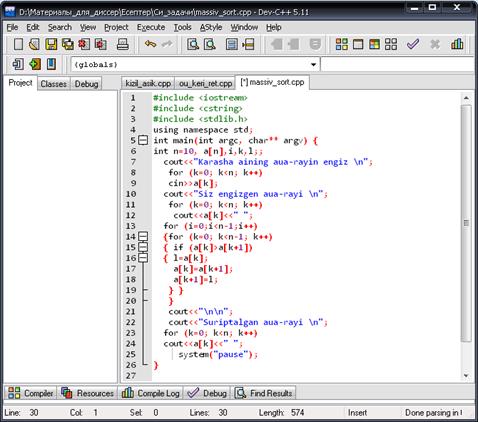 D:\Материалы_для_диссер\Есептер\Си_задачи\massiv_sort.cpp - Dev-C++ 5.11
File Edit Search View Project Execute Tools AStyle Window Help
(globals)
Project Classes Debug
kizil_asik.cpp ou_keri_ret.cpp [*] massiv_sort.cpp
1 #include <iostream>
2 #include <cstring>
3 #include <stdlib.h>
4 using namespace std;
5 int main(int argc, char** argv) {
6 int n=10, a[n],i,k,l;;
7 cout<<"Karasha aining aua-rayin engiz \n";
8 for (k=0; k<n; k++)
9 cin>>a[k];
10 cout<<"Siz engizgen aua-rayi \n";
11 for (k=0; k<n; k++)
12 cout<<a[k]<<" ";
13 for (i=0;i<n-1;i++)
14 {for (k=0; k<n-1; k++)
15 { if (a[k]>a[k+1])
16 { l=a[k];
17 a[k]=a[k+1];
18 a[k+1]=l;
19 } }
20 }
21 cout<<"\n\n";
22 cout<<"Suriptalgan aua-rayi \n";
23 for (k=0; k<n; k++)
24 cout<<a[k]<<" ";
25 system("pause");
26 }
27
Compiler Resources Compile Log Debug Find Results
Line: 30 Col: 1 Sel: 0 Lines: 30 Length: 574 Insert Done parsing in